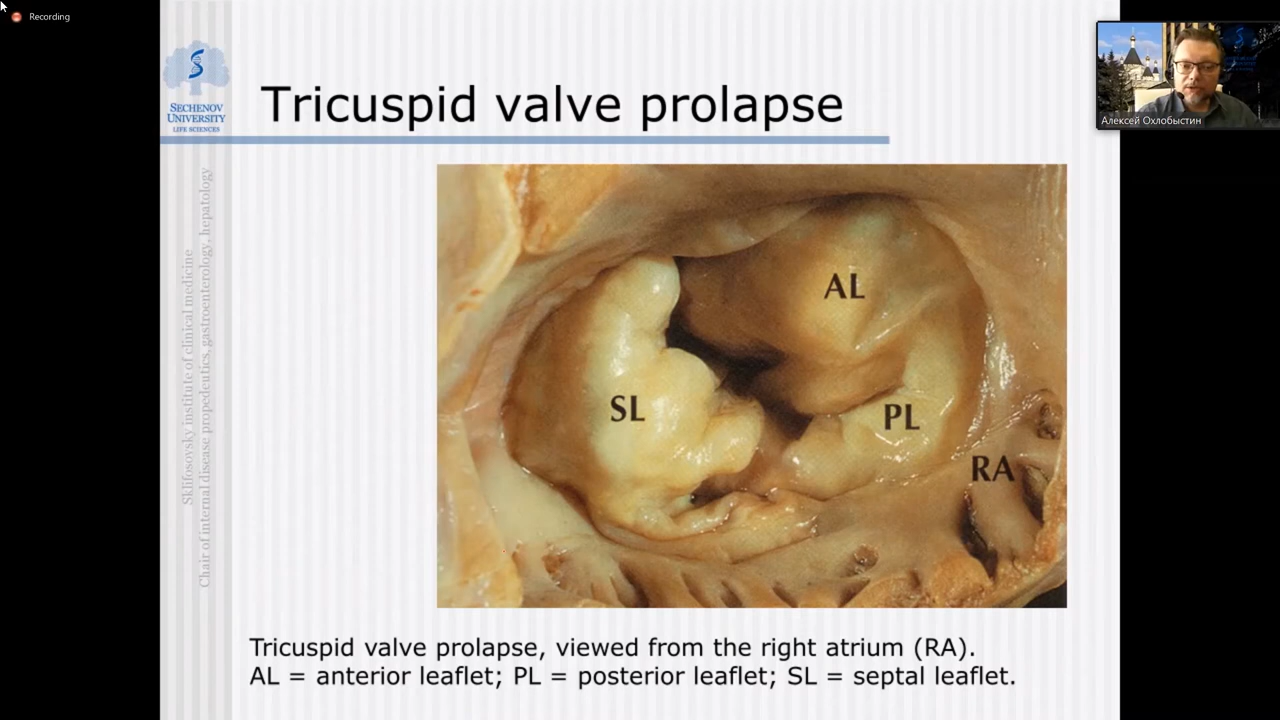 Recording
SECHENOV
UNIVERSITY
LIFE SCIENCES
Tricuspid valve prolapse
Алексей Охлобыстин
Sklifosovsky institute of clinical medicine
Chair of internal disease propedeutics, gastroenterology, hepatology
AL
SL
PL
RA
Tricuspid valve prolapse, viewed from the right atrium (RA).
AL = anterior leaflet; PL = posterior leaflet; SL = septal leaflet.